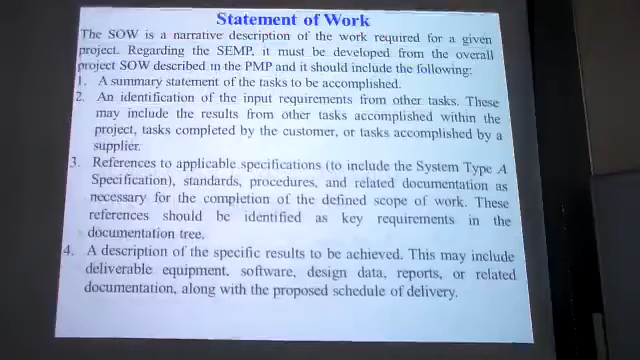 Statement of Work
The SOW is a narrative description of the work required for a given
project. Regarding the SEMP, it must be developed from the overall
project SOW described in the PMP and it should include the following:
1. A summary statement of the tasks to be accomplished.
2. An identification of the input requirements from other tasks. These
may include the results from other tasks accomplished within the
project, tasks completed by the customer, or tasks accomplished by a
supplier.
3. References to applicable specifications (to include the System Type A
Specification), standards, procedures, and related documentation as
necessary for the completion of the defined scope of work. These
references should be identified as key requirements in the
documentation tree.
4. A description of the specific results to be achieved. This may include
deliverable equipment, software, design data, reports, or related
documentation, along with the proposed schedule of delivery.